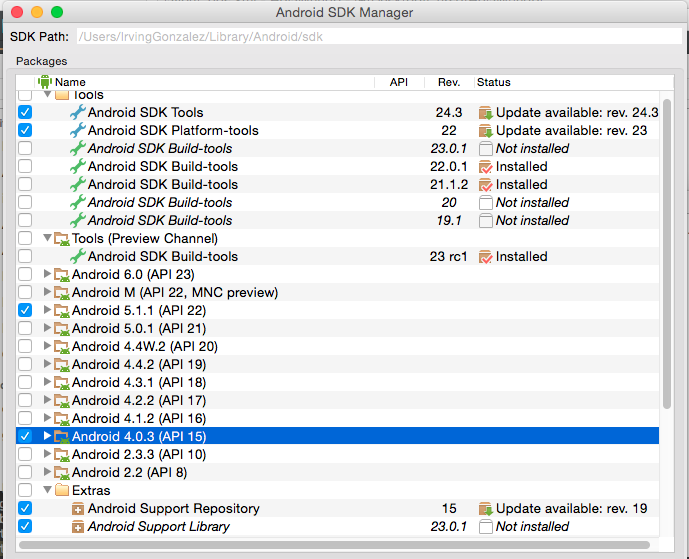 Android SDK Manager
SDK Path: /Users/IrvingGonzalez/Library/Android/sdk
Packages
Name API Rev. Status
Tools
Android SDK Tools 24.3 Update available: rev. 24.3
Android SDK Platform-tools 22 Update available: rev. 23
Android SDK Build-tools 23.0.1 Not installed
Android SDK Build-tools 22.0.1 Installed
Android SDK Build-tools 21.1.2 Installed
Android SDK Build-tools 20 Not installed
Android SDK Build-tools 19.1 Not installed
Tools (Preview Channel)
Android SDK Build-tools 23 rc1 Installed
Android 6.0 (API 23)
Android M (API 22, MNC preview)
Android 5.1.1 (API 22)
Android 5.0.1 (API 21)
Android 4.4W.2 (API 20)
Android 4.4.2 (API 19)
Android 4.3.1 (API 18)
Android 4.2.2 (API 17)
Android 4.1.2 (API 16)
Android 4.0.3 (API 15)
Android 2.3.3 (API 10)
Android 2.2 (API 8)
Extras
Android Support Repository 15 Update available: rev. 19
Android Support Library 23.0.1 Not installed